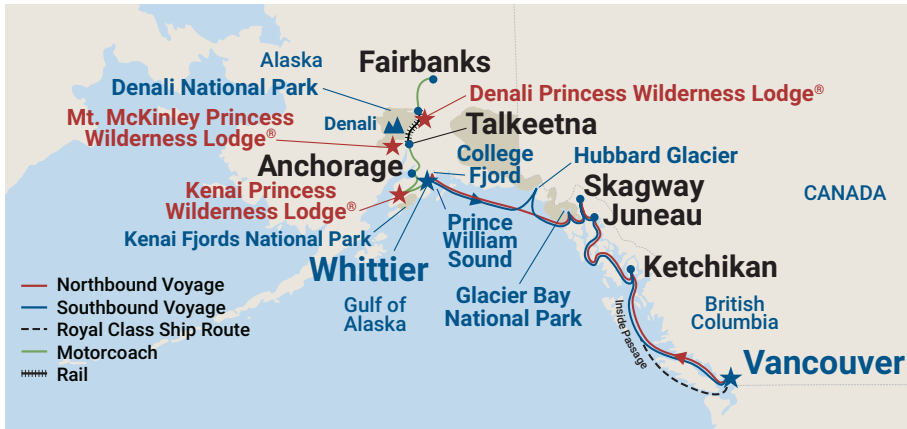 Alaska
Fairbanks
Denali National Park
Denali Princess Wilderness Lodge®
Mt. McKinley Princess
Wilderness Lodge®
Denali
Talkeetna
College
Fjord
Hubbard Glacier
Anchorage
Skagway
CANADA
Kenai Princess
Wilderness Lodge®
Juneau
Prince
William
Sound
Kenai Fjords National Park
Whittier
Ketchikan
Glacier Bay
National Park
Gulf of
Alaska
British
Columbia
Inside Passage
Vancouver
Northbound Voyage
Southbound Voyage
Royal Class Ship Route
Motorcoach
Rail